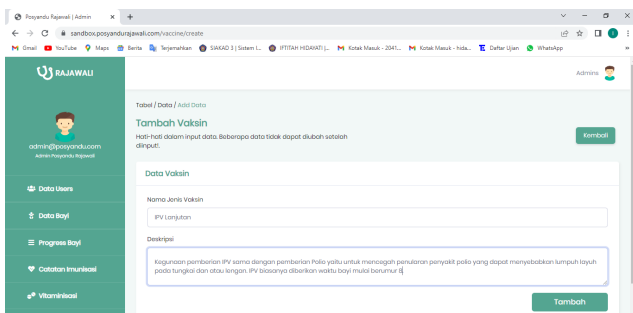 Posyandu Rajawali | Admin
sandbox.posyandurajawali.com/vaccine/create
Gmail YouTube Maps Berita Terjemahkan SIAKAD 3 | Sistem I... IFTITAH HIDAYATI |... Kotak Masuk - 2041... Kotak Masuk - hida... Daftar Ujian WhatsApp
RAJAWALI
Admins
Tabel / Data / Add Data
Tambah Vaksin
Hati-hati dalam input data. Beberapa data tidak dapat diubah setelah
diinput!.
Kembali
admin@posyandu.com
Admin Posyandu Rajawali
Data Vaksin
Data Users
Nama Jenis Vaksin
Data Bayi
IPV Lanjutan
Deskripsi
Progress Bayi
Kegunaan pemberian IPV sama dengan pemberian Polio yaitu untuk mencegah penularan penyakit polio yang dapat menyebabkan lumpuh layuh
pada tungkai dan atau lengan. IPV biasanya diberikan waktu bayi mulai berumur 8
Catatan Imunisasi
Vitaminisasi
Tambah